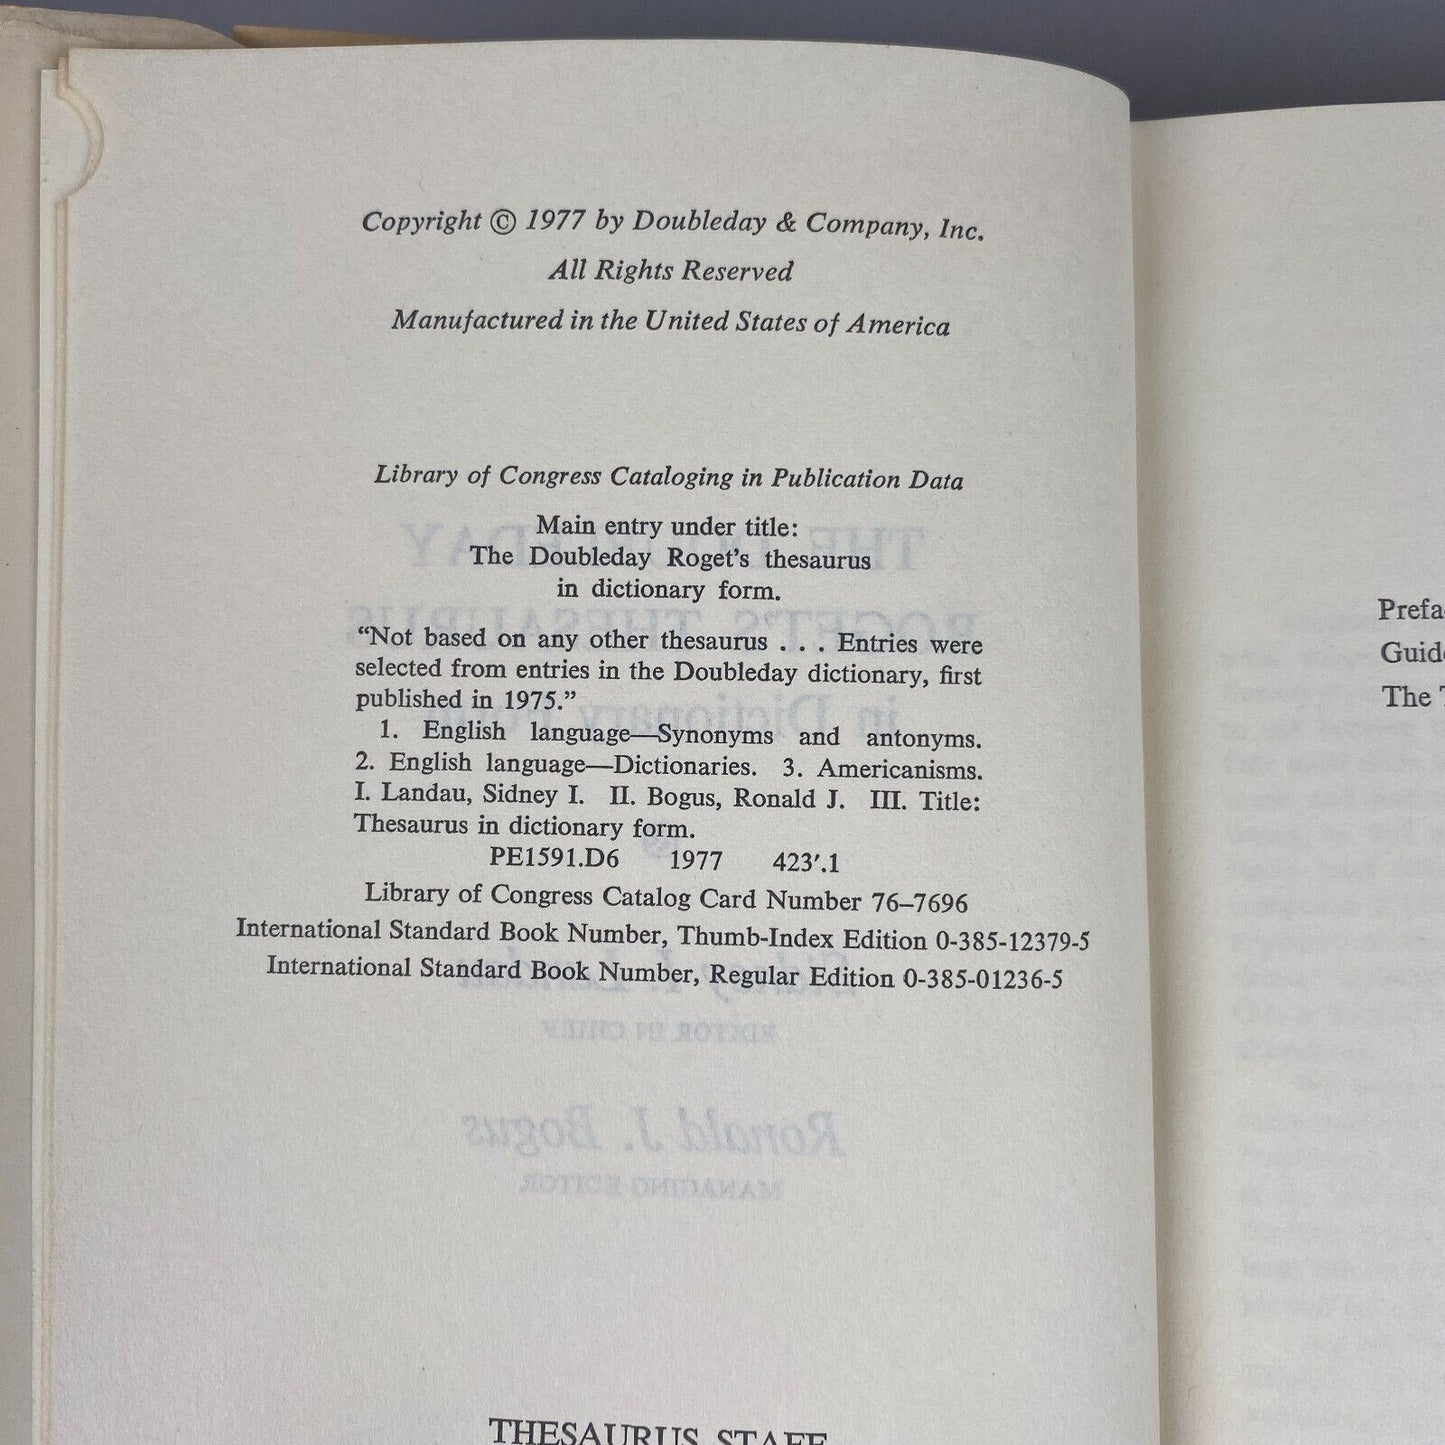 Copyright © 1977 by Doubleday & Company, Inc.
All Rights Reserved
Manufactured in the United States of America
Library of Congress Cataloging in Publication Data
Main entry under title:
The Doubleday Roget's thesaurus
in dictionary form.
“Not based on any other thesaurus . . . Entries were
selected from entries in the Doubleday dictionary, first
published in 1975.”
1. English language—Synonyms and antonyms.
2. English language—Dictionaries. 3. Americanisms.
I. Landau, Sidney I. II. Bogus, Ronald J. III. Title:
Thesaurus in dictionary form.
PE1591.D6 1977 423′.1
Library of Congress Catalog Card Number 76–7696
International Standard Book Number, Thumb-Index Edition 0-385-12379-5
International Standard Book Number, Regular Edition 0-385-01236-5
THESAURUS STAFF
Prefa
Guide
The